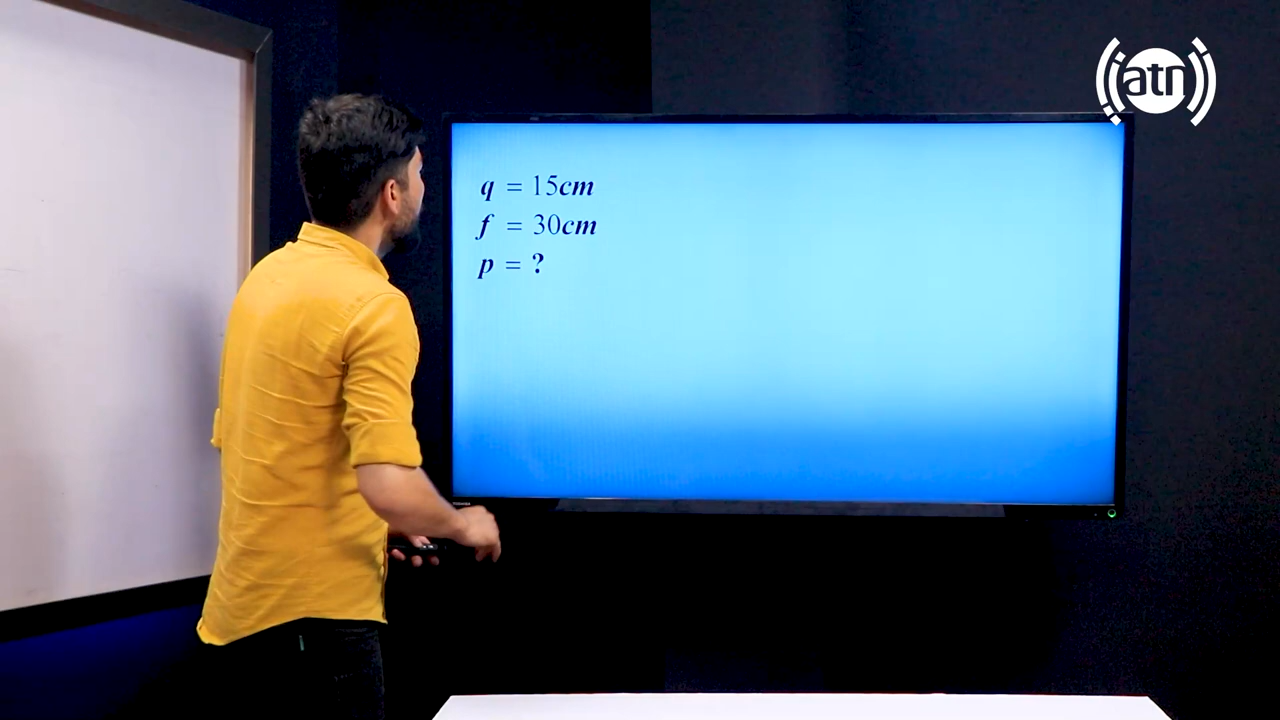 atn
q = 15cm
f = 30cm
p = ?